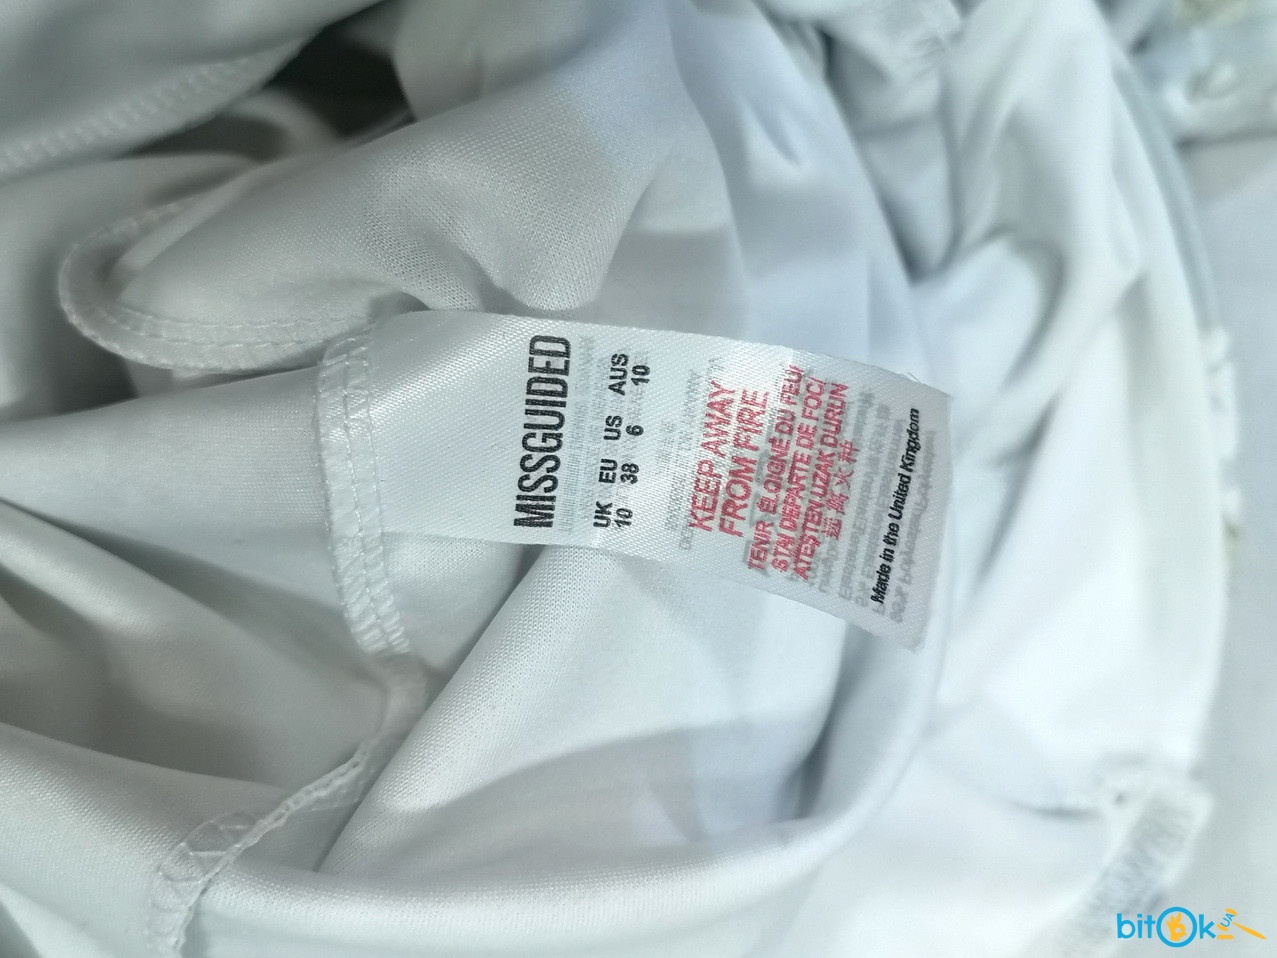 MISSGUIDED
UK EU US AUS
10 38 6 10
KEEP AWAY
FROM FIRE
TENIR ÉLOIGNÉ DU FEU
STAI DEPARTE DE FOC
ATEŞTEN UZAK DURUN
远离火种
Made in the United Kingdom
bitOk UA